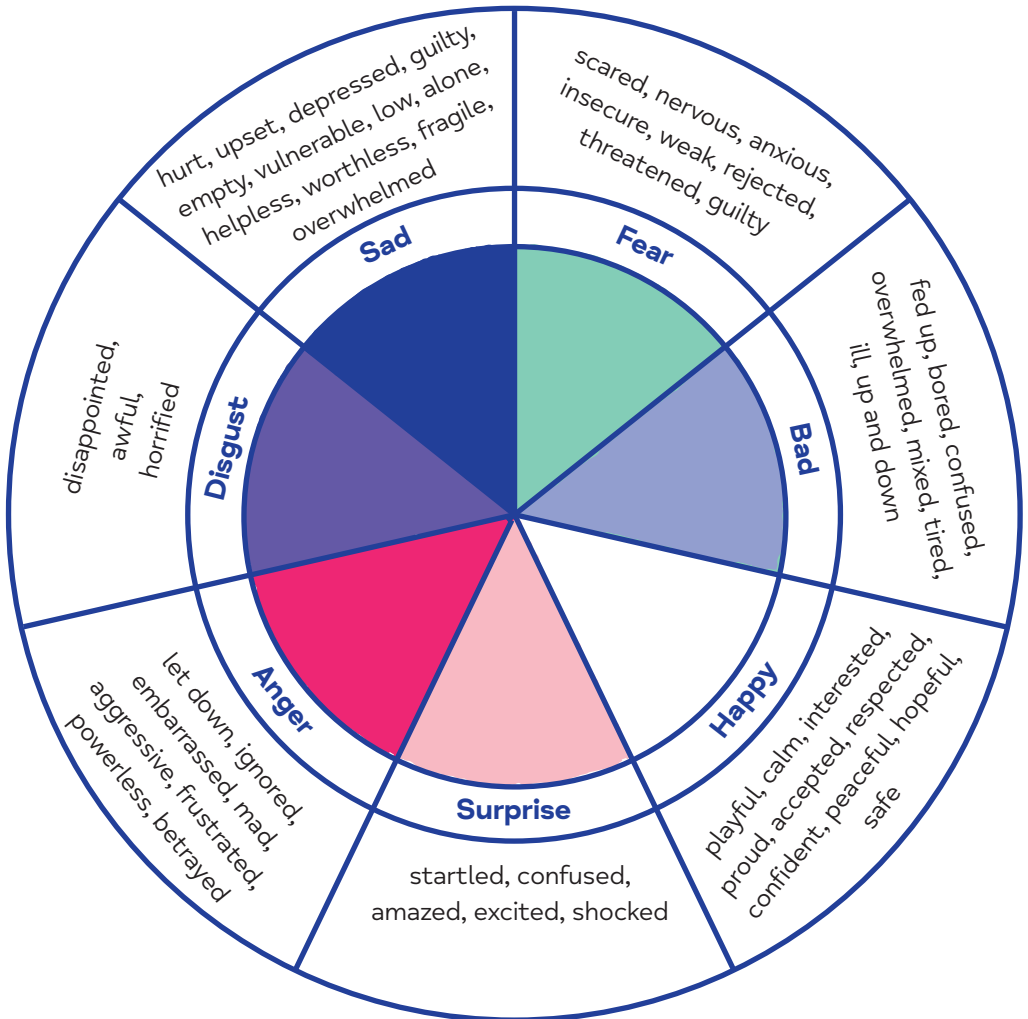 hurt, upset, depressed, guilty,
empty, vulnerable, low, alone,
helpless, worthless, fragile,
overwhelmed
Sad
scared, nervous, anxious,
insecure, weak, rejected,
threatened, guilty
Fear
fed up, bored, confused,
overwhelmed, mixed, tired,
ill, up and down
Bad
playful, calm, interested,
proud, accepted, respected,
confident, peaceful, hopeful,
safe
Happy
Surprise
startled, confused,
amazed, excited, shocked
Anger
let down, ignored,
embarrassed, mad,
aggressive, frustrated,
powerless, betrayed
Disgust
disappointed,
awful,
horrified